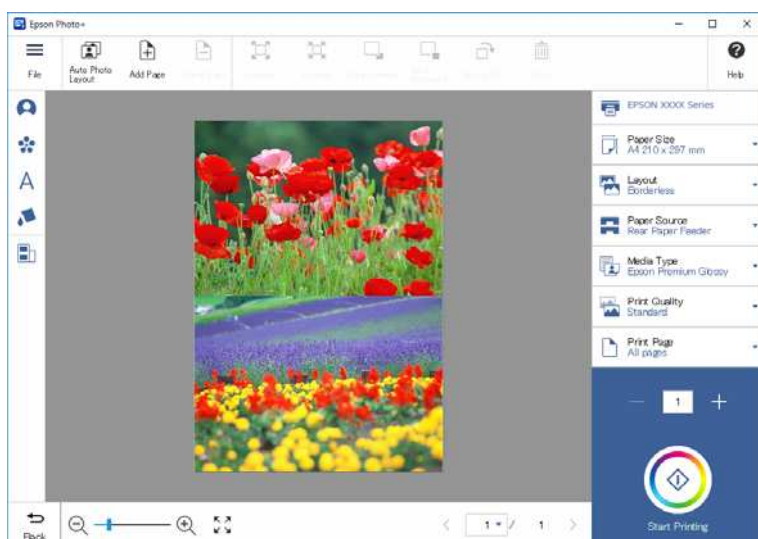 Epson Photo+
File
Auto Photo
Layout
Add Page
Help
A
EPSON XXXX Series
Paper Size
A4 210 x 297 mm
Layout
Borderless
Paper Source
Rear Paper Feeder
Media Type
Epson Premium Glossy
Print Quality
Standard
Print Page
All pages
1
Start Printing
Back
1 / 1